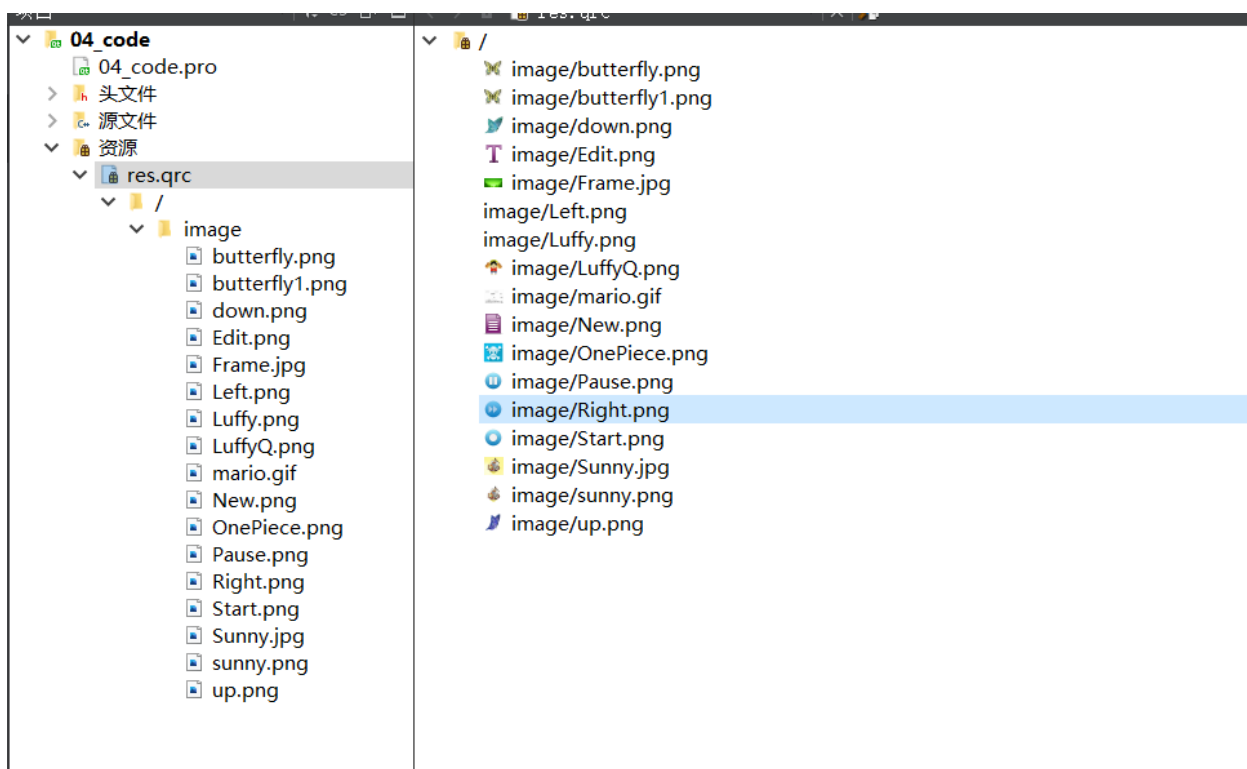 res.qrc
04_code
04_code.pro
头文件
源文件
资源
res.qrc
/
image
butterfly.png
butterfly1.png
down.png
Edit.png
Frame.jpg
Left.png
Luffy.png
LuffyQ.png
mario.gif
New.png
OnePiece.png
Pause.png
Right.png
Start.png
Sunny.jpg
sunny.png
up.png
/
image/butterfly.png
image/butterfly1.png
image/down.png
image/Edit.png
image/Frame.jpg
image/Left.png
image/Luffy.png
image/LuffyQ.png
image/mario.gif
image/New.png
image/OnePiece.png
image/Pause.png
image/Right.png
image/Start.png
image/Sunny.jpg
image/sunny.png
image/up.png